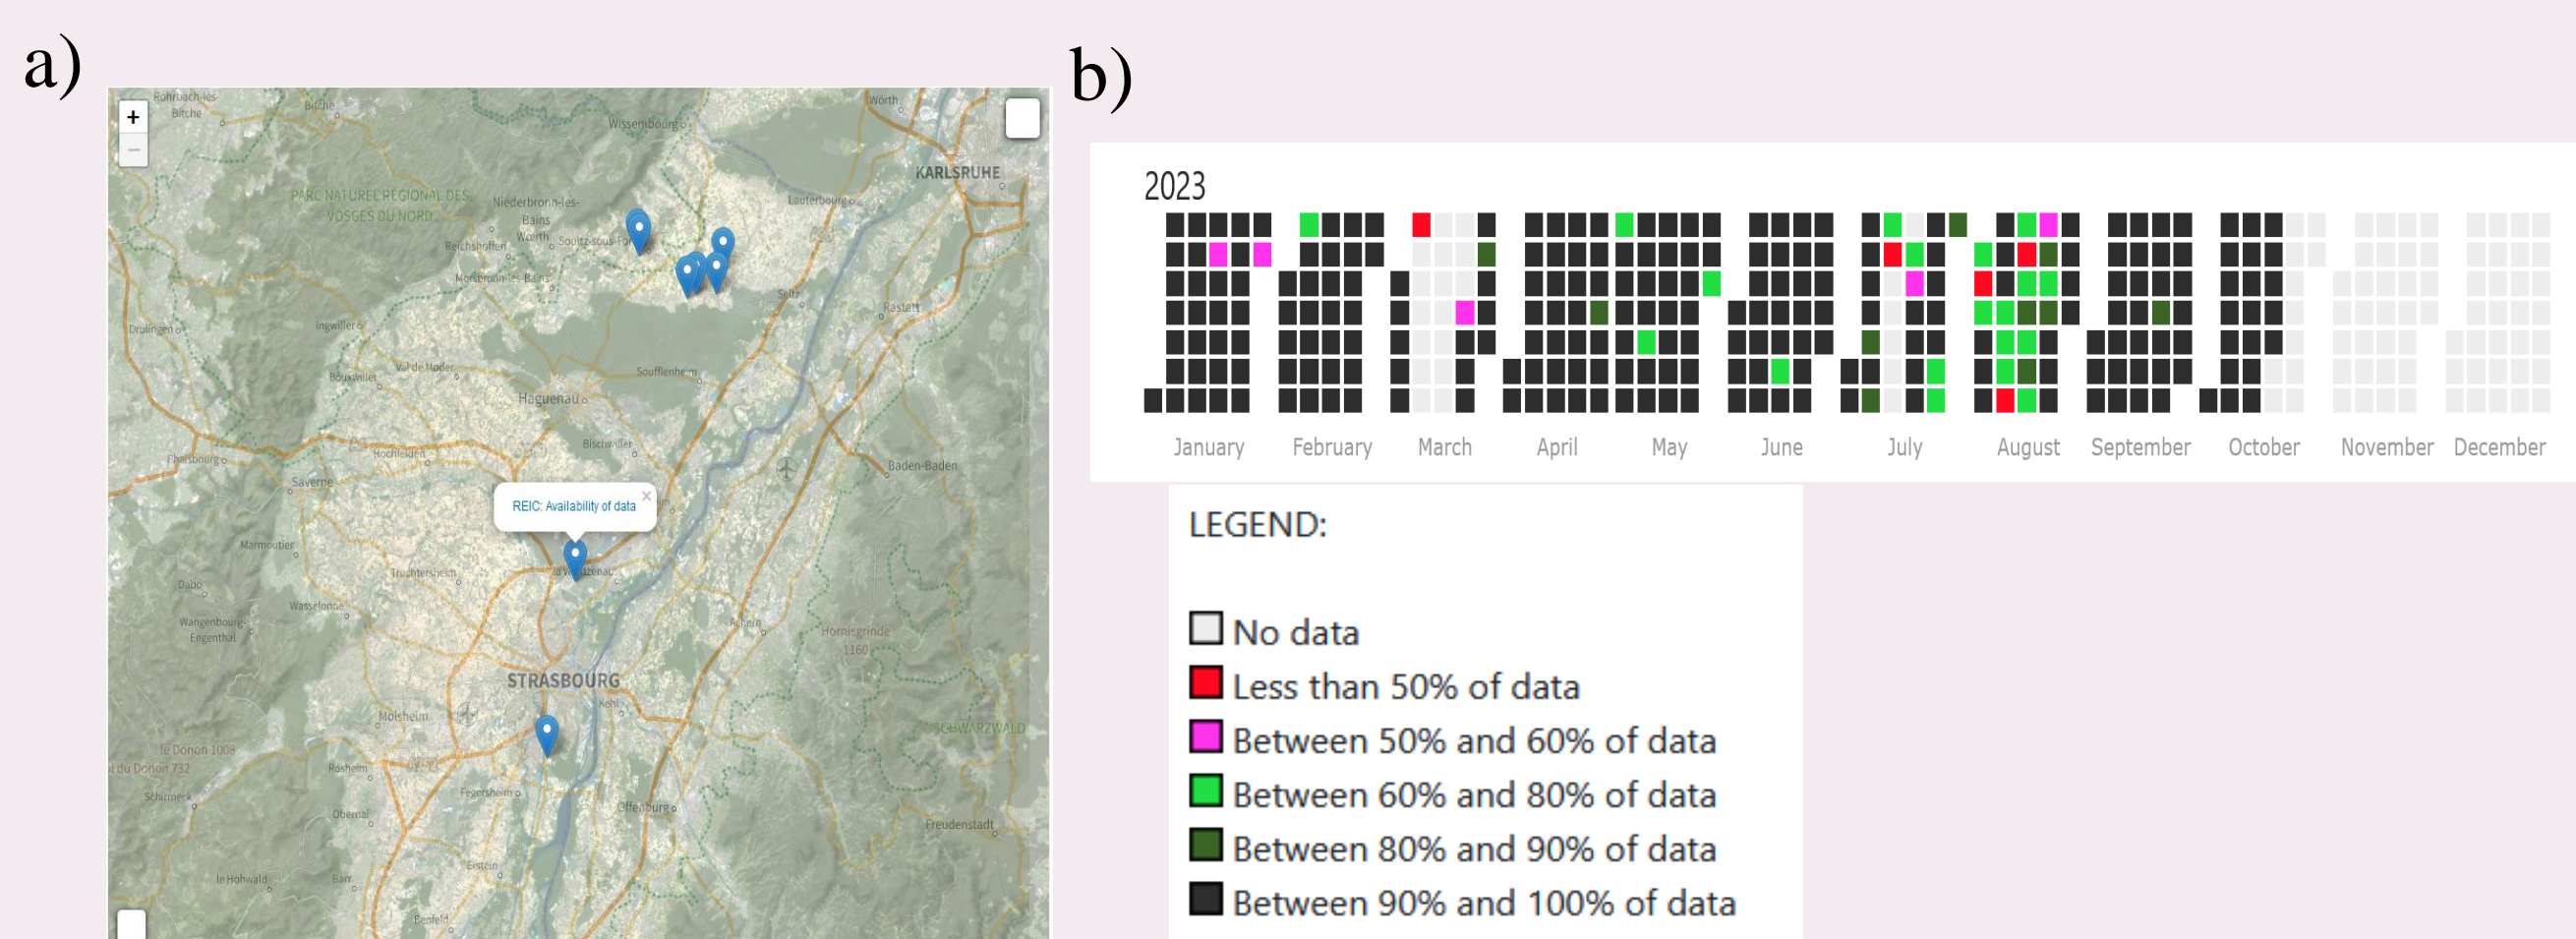 a)
b)
+
−
Rohrbach-lès-
Bitche
Bitche
Wissembourg
Wörth
KARLSRUHE
PARC NATUREL RÉGIONAL DES
VOSGES DU NORD
Niederbronn-les-
Bains
Wœrth
Reichshoffen
Morsbronn-les-Bains
Lauterbourg
Seltz
Rastatt
Drulingen
Ingwiller
Soufflenheim
Val de Moder
Bouxwiller
Haguenau
Bischwiller
Phalsbourg
Hochfelden
Saverne
Baden-Baden
REIC: Availability of data
×
Marmoutier
Truchtersheim
Dabo
Wasselonne
Wangenbourg-
Engenthal
Achern
Hornisgrinde
1160
STRASBOURG
Kehl
Molsheim
SCHWARZWALD
le Donon 1008
l du Donon 732
Rosheim
Schirmeck
Fegersheim
Offenburg
Obernai
Freudenstadt
Erstein
le Hohwald
Barr
Benfeld
2023
January February March April May June July August September October November December
LEGEND:
No data
Less than 50% of data
Between 50% and 60% of data
Between 60% and 80% of data
Between 80% and 90% of data
Between 90% and 100% of data